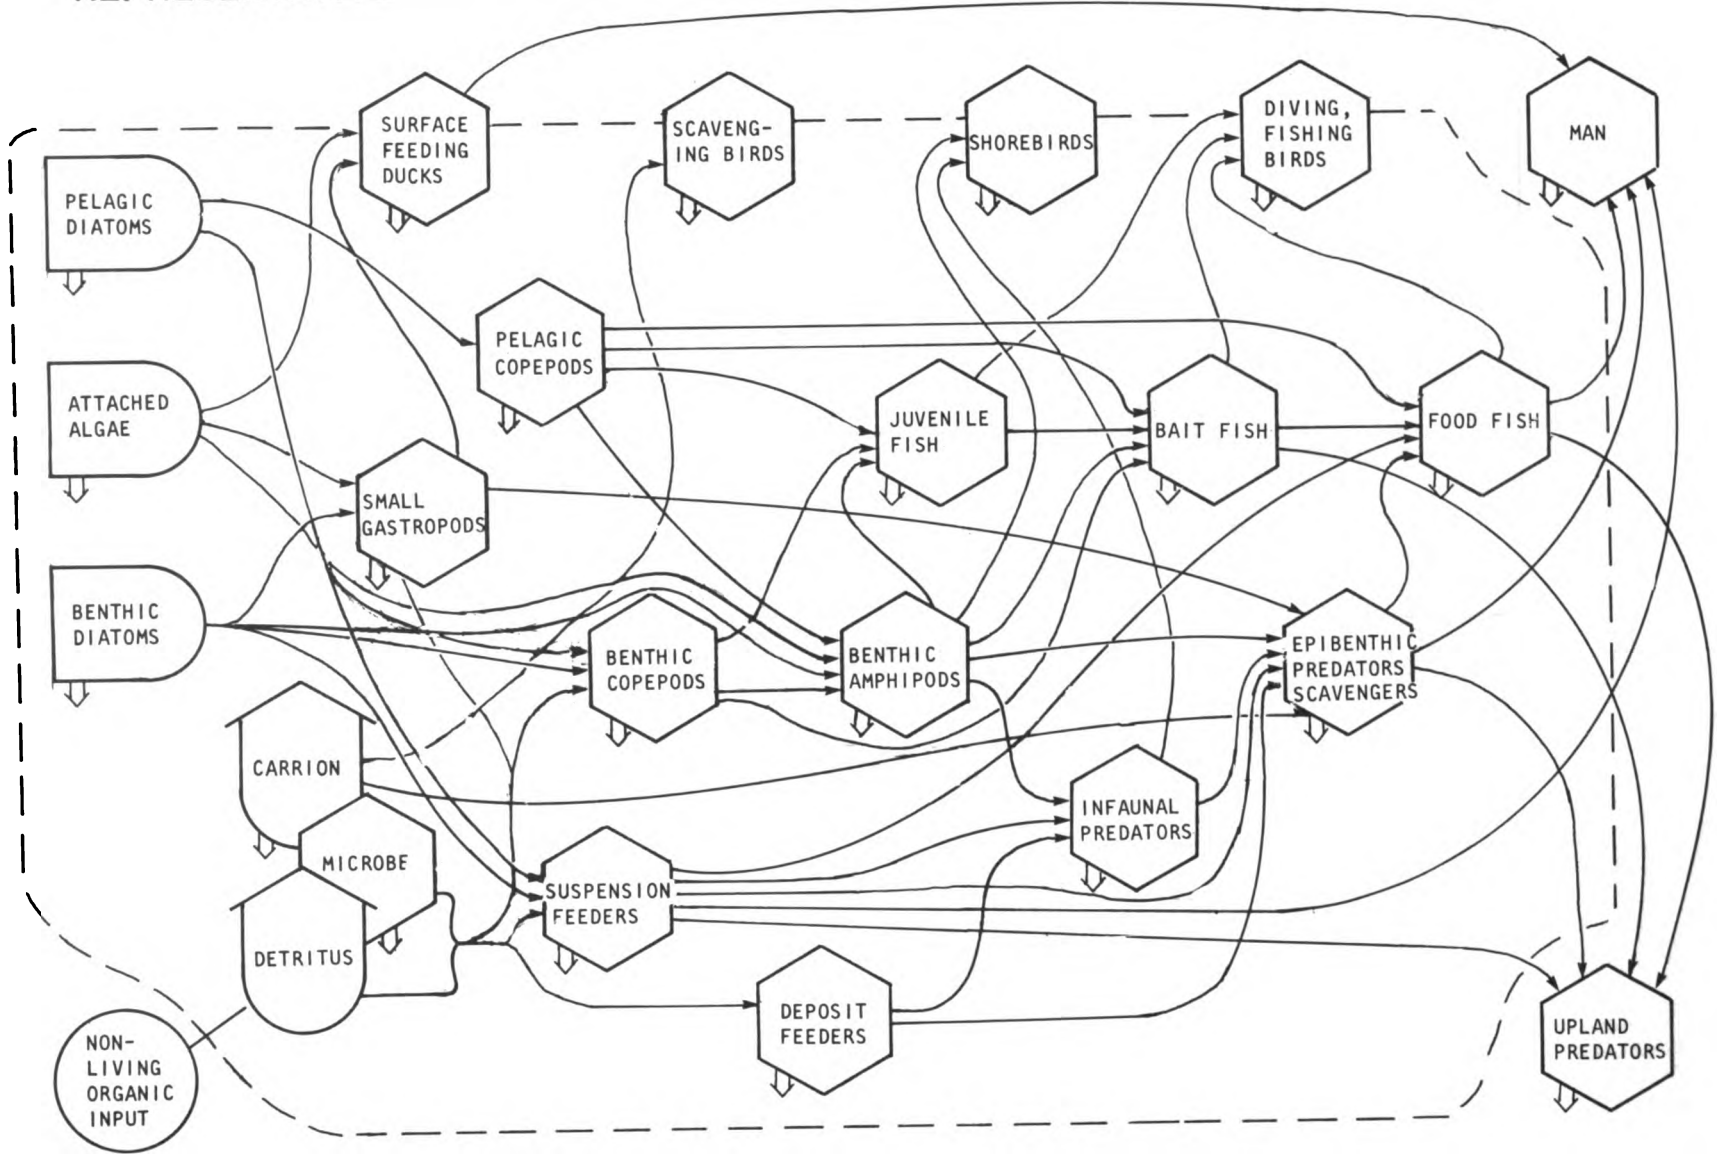 SURFACE
FEEDING
DUCKS
SCAVENG-
ING BIRDS
SHOREBIRDS
DIVING,
FISHING
BIRDS
MAN
PELAGIC
DIATOMS
PELAGIC
COPEPODS
ATTACHED
ALGAE
JUVENILE
FISH
BAIT FISH
FOOD FISH
SMALL
GASTROPODS
BENTHIC
DIATOMS
BENTHIC
COPEPODS
BENTHIC
AMPHIPODS
EPIBENTHIC
PREDATORS
SCAVENGERS
CARRION
MICROBE
DETRITUS
SUSPENSION
FEEDERS
INFAUNAL
PREDATORS
DEPOSIT
FEEDERS
NON-
LIVING
ORGANIC
INPUT
UPLAND
PREDATORS